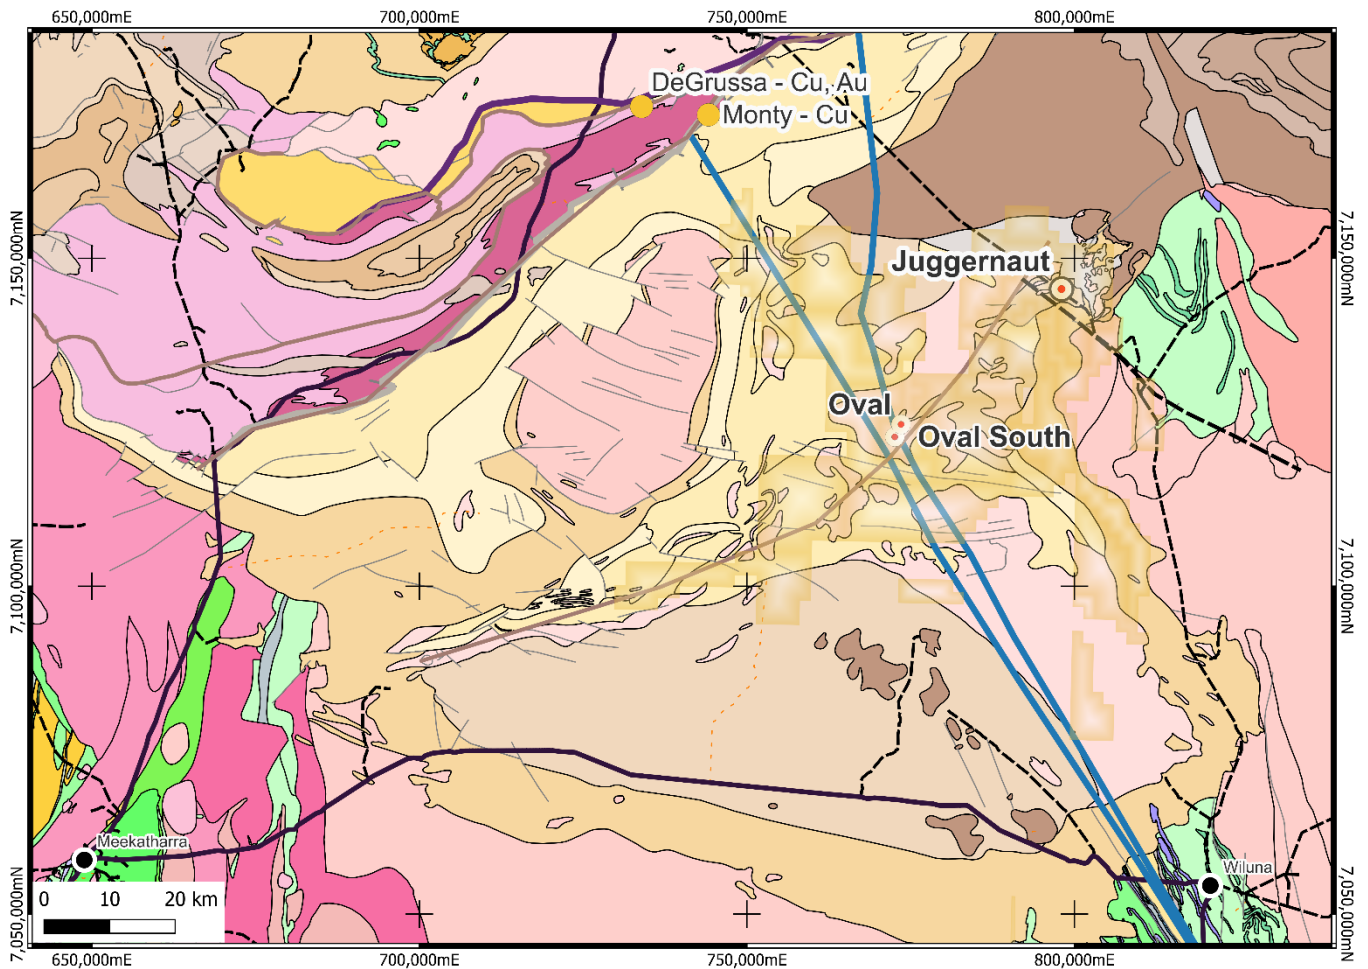 650,000mE 700,000mE 750,000mE 800,000mE
DeGrussa - Cu, Au
Monty - Cu
7,150,000mN 7,150,000mN
Juggernaut
Oval
Oval South
7,100,000mN 7,100,000mN
Meekatharra
Wiluna
0 10 20 km
7,050,000mN 7,050,000mN
650,000mE 700,000mE 750,000mE 800,000mE